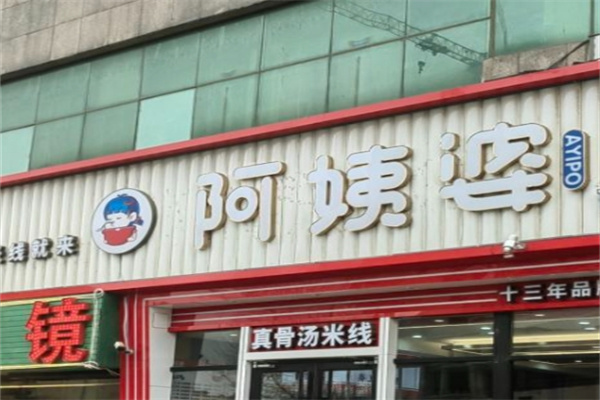 线就来
阿姨婆
AYIPO
十三年品
真骨汤米线
镜